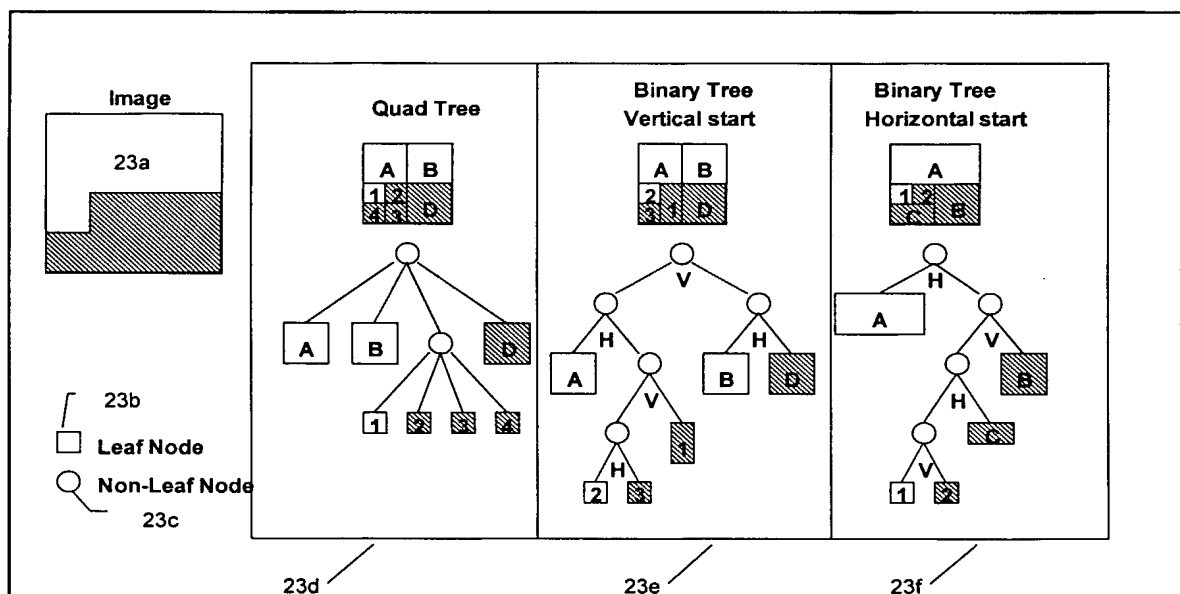 Image
23a
23b
Leaf Node
Non-Leaf Node
23c
Quad Tree
A B
1 2
4 3 D
A B D
1 2 3 4
23d
Binary Tree
Vertical start
A B
2
3 1 D
V
H H
A B D
V
1
H
2 3
23e
Binary Tree
Horizontal start
A
1 2
C B
H
A
V
B
H
C
V
1 2
23f